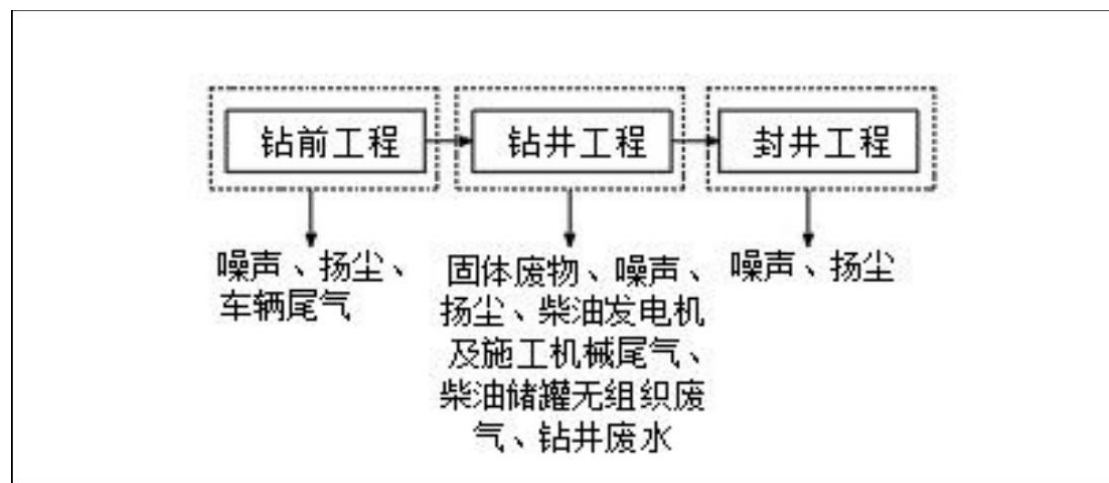 钻前工程
钻井工程
封井工程
噪声、扬尘、
车辆尾气
固体废物、噪声、
扬尘、柴油发电机
及施工机械尾气、
柴油储罐无组织废
气、钻井废水
噪声、扬尘